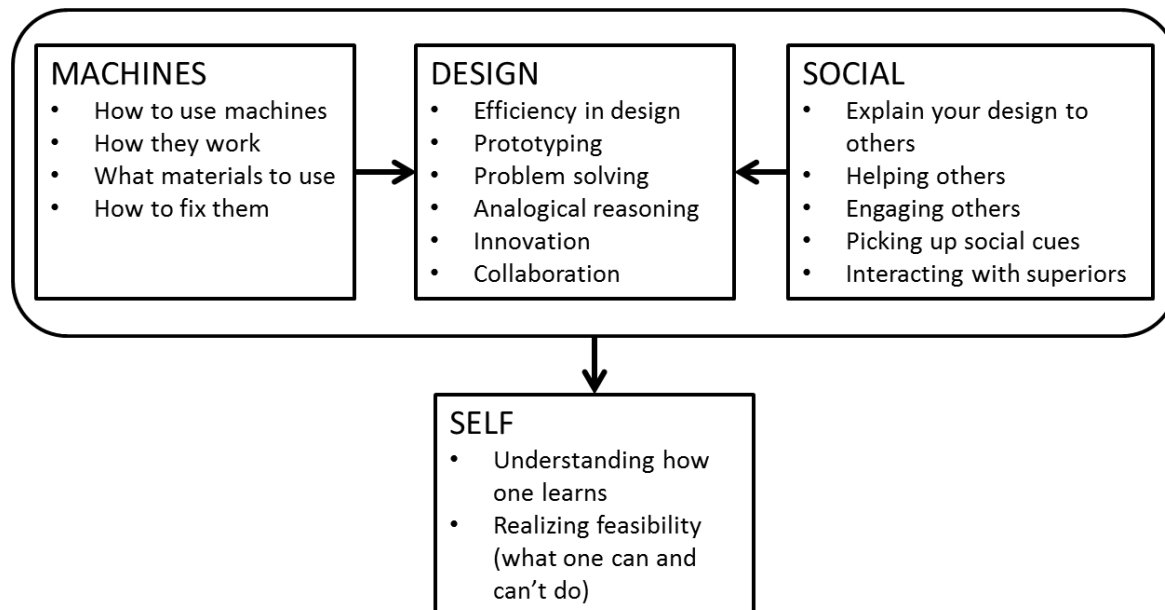 MACHINES
• How to use machines
• How they work
• What materials to use
• How to fix them
DESIGN
• Efficiency in design
• Prototyping
• Problem solving
• Analogical reasoning
• Innovation
• Collaboration
SOCIAL
• Explain your design to
others
• Helping others
• Engaging others
• Picking up social cues
• Interacting with superiors
SELF
• Understanding how
one learns
• Realizing feasibility
(what one can and
can’t do)